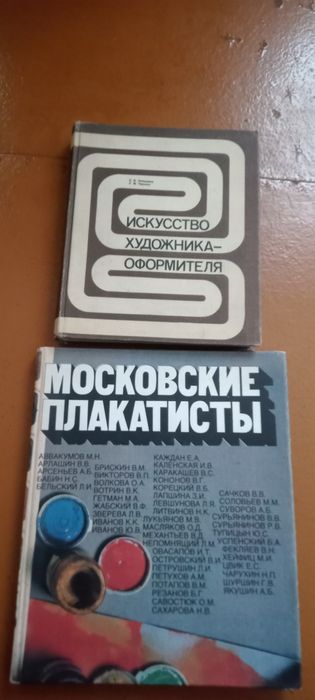 ИСКУССТВО
ХУДОЖНИКА–
ОФОРМИТЕЛЯ
МОСКОВСКИЕ
ПЛАКАТИСТЫ
АВВАКУМОВ М.Н.
АРЛАШИН В.В.
АРСЕНЬЕВ А.Б.
БАБИН Н.С.
БЕЛЬСКИЙ Л.И.
БРИСКИН В.М.
ВИКТОРОВ В.П.
ВОЛКОВА О.А.
ВОТРИН В.К.
ГЕТМАН М.А.
ЖАБСКИЙ В.Ф.
ЗВЕРЕВА Л.В.
ИВАНОВ К.К.
ИВАНОВ Ю.В.
КАЖДАН Е.А.
КАЛЕНСКАЯ И.В.
КАРАКАШЕВ В.С.
КОНОНОВ В.Г.
КОРЕЦКИЙ В.Б.
ЛАПШИНА З.И.
ЛЕВШУНОВА Л.Я.
ЛИТВИНОВ Н.К.
ЛУКЬЯНОВ М.В.
МАСЛЯКОВ О.Д.
МЕХАНТЬЕВ В.Д.
НЕПОМНЯЩИЙ Л.М.
ОВАСАПОВ И.Т.
ОСТРОВСКИЙ В.И.
ПЕТРУШИН Л.И.
ПЕТУХОВ А.М.
ПОТАПОВ В.М.
РЕЗАНОВ Б.Г.
САВОСТЮК О.М.
САХАРОВА Н.В.
САЧКОВ В.В.
СОЛОВЬЕВ М.М.
СУВОРОВ А.Б.
СУРЬЯНИНОВ В.В.
СУРЬЯНИНОВ Р.В.
ТУПИЦЫН Ю.С.
УСПЕНСКИЙ Б.А.
ФЕКЛЯЕВ В.Н.
ХЕЙФИЦ М.И.
ЦВИК Е.С.
ЧАРУХИН Н.П.
ШУРШИН Г.В.
ЯКУШИН А.Б.